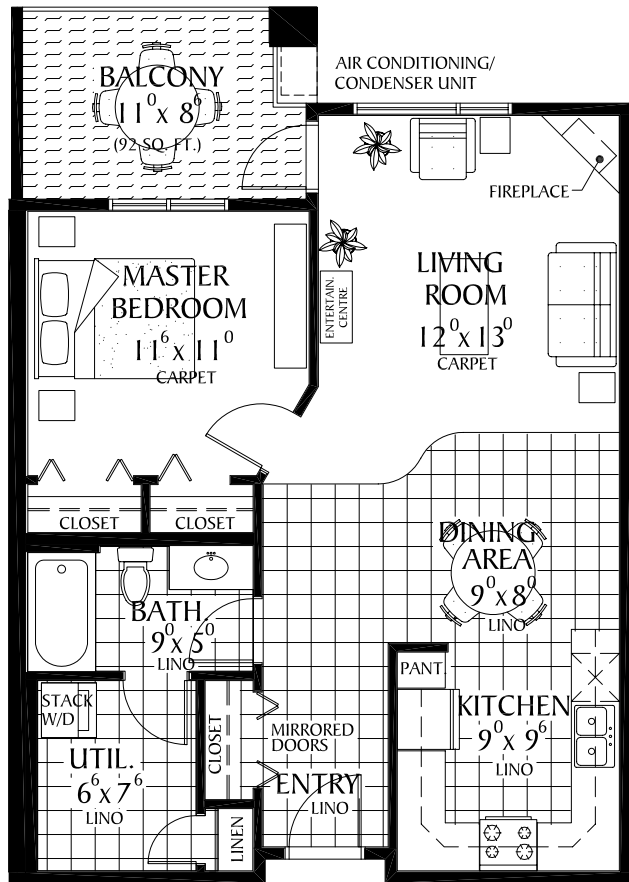 AIR CONDITIONING/
CONDENSER UNIT
BALCONY
11⁰ x 8⁶
(92 SQ. FT.)
FIREPLACE
MASTER
BEDROOM
11⁶ x 11⁰
CARPET
ENTERTAIN.
CENTRE
LIVING
ROOM
12⁰ x 13⁰
CARPET
CLOSET
CLOSET
DINING
AREA
9⁰ x 8⁰
LINO
BATH.
9⁰ x 5⁰
LINO
PANT.
STACK
W/D
CLOSET
MIRRORED
DOORS
KITCHEN
9⁰ x 9⁶
LINO
UTIL.
6⁶ x 7⁶
LINO
ENTRY
LINO
LINEN